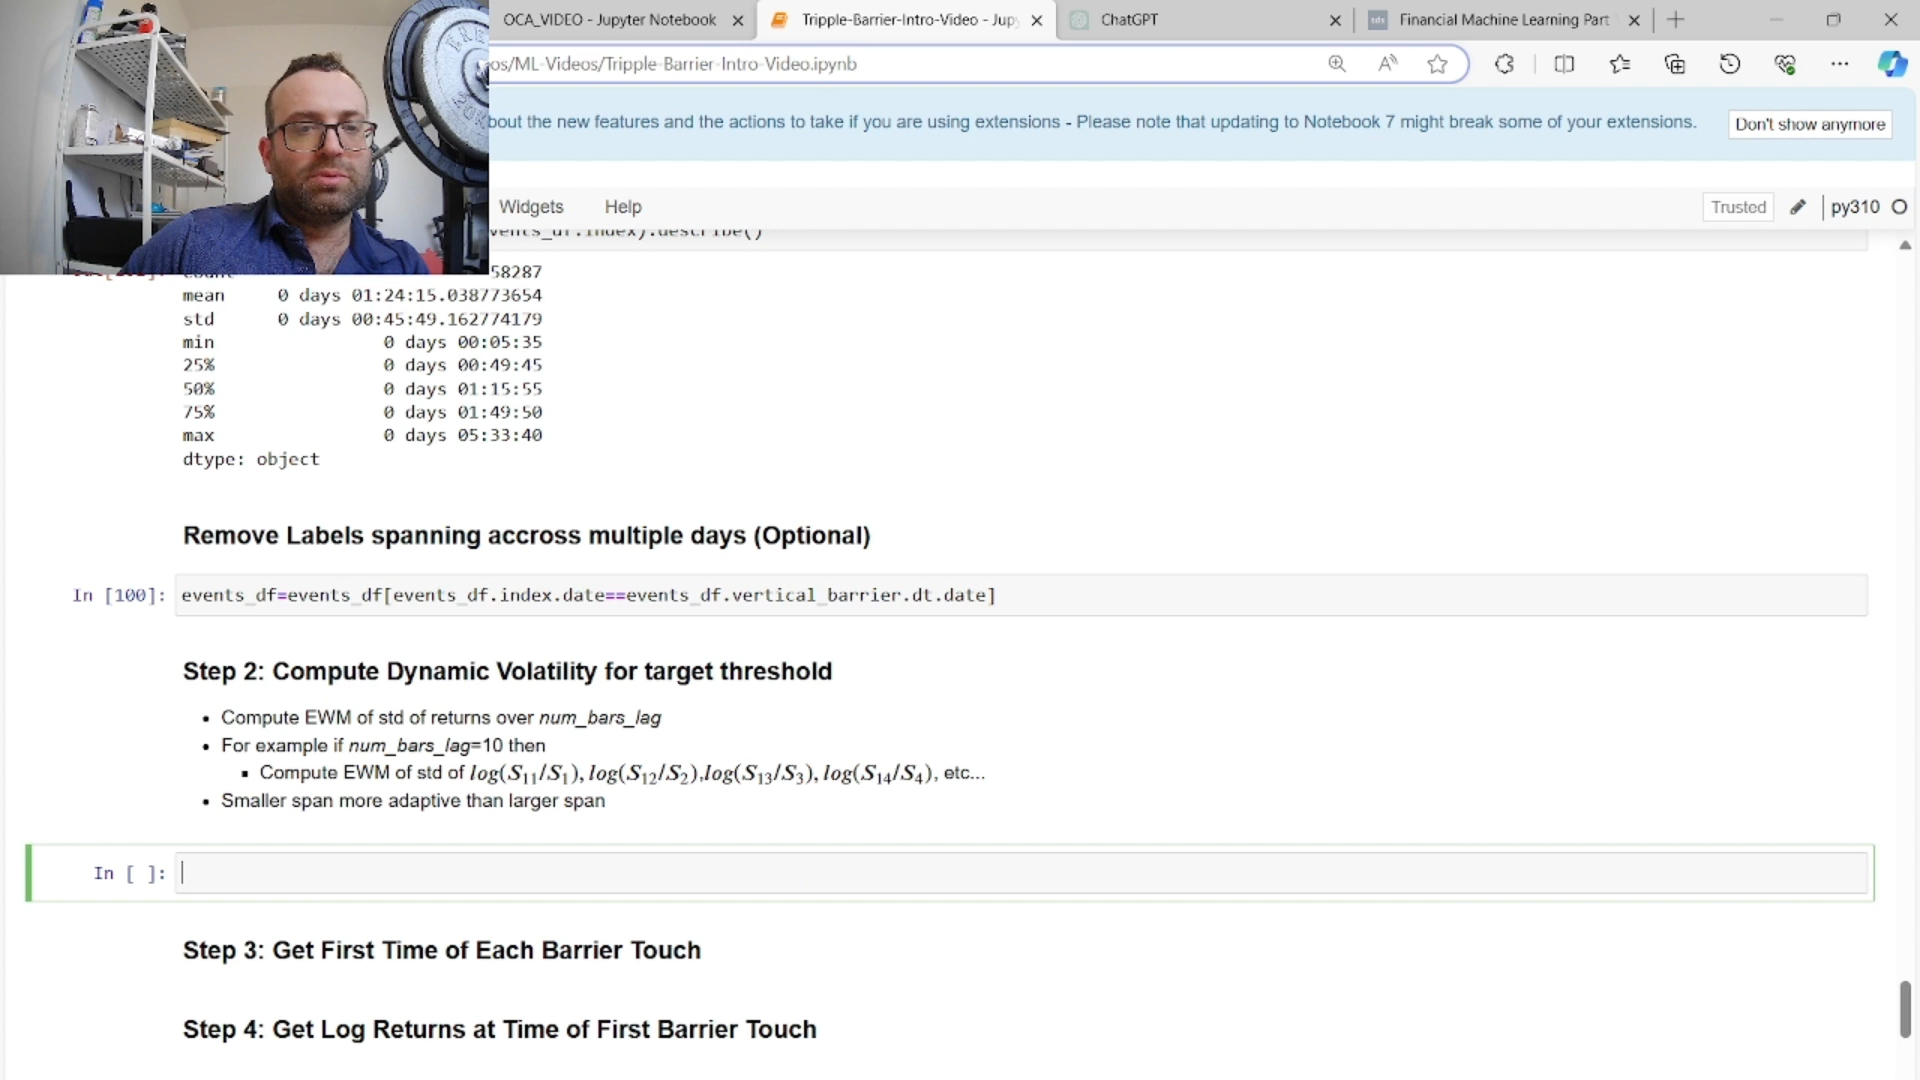 OCA_VIDEO - Jupyter Notebook
Tripple-Barrier-Intro-Video - Jup
ChatGPT
Financial Machine Learning Part
os/ML-Videos/Tripple-Barrier-Intro-Video.ipynb
bout the new features and the actions to take if you are using extensions - Please note that updating to Notebook 7 might break some of your extensions.
Don't show anymore
Widgets Help
Trusted py310
vents_df.index).describe()
58287
mean 0 days 01:24:15.038773654
std 0 days 00:45:49.162774179
min 0 days 00:05:35
25% 0 days 00:49:45
50% 0 days 01:15:55
75% 0 days 01:49:50
max 0 days 05:33:40
dtype: object
Remove Labels spanning accross multiple days (Optional)
In [100]: events_df=events_df[events_df.index.date==events_df.vertical_barrier.dt.date]
Step 2: Compute Dynamic Volatility for target threshold
• Compute EWM of std of returns over num_bars_lag
• For example if num_bars_lag=10 then
▪ Compute EWM of std of log(S₁₁/S₁), log(S₁₂/S₂),log(S₁₃/S₃), log(S₁₄/S₄), etc...
• Smaller span more adaptive than larger span
In [ ]:
Step 3: Get First Time of Each Barrier Touch
Step 4: Get Log Returns at Time of First Barrier Touch